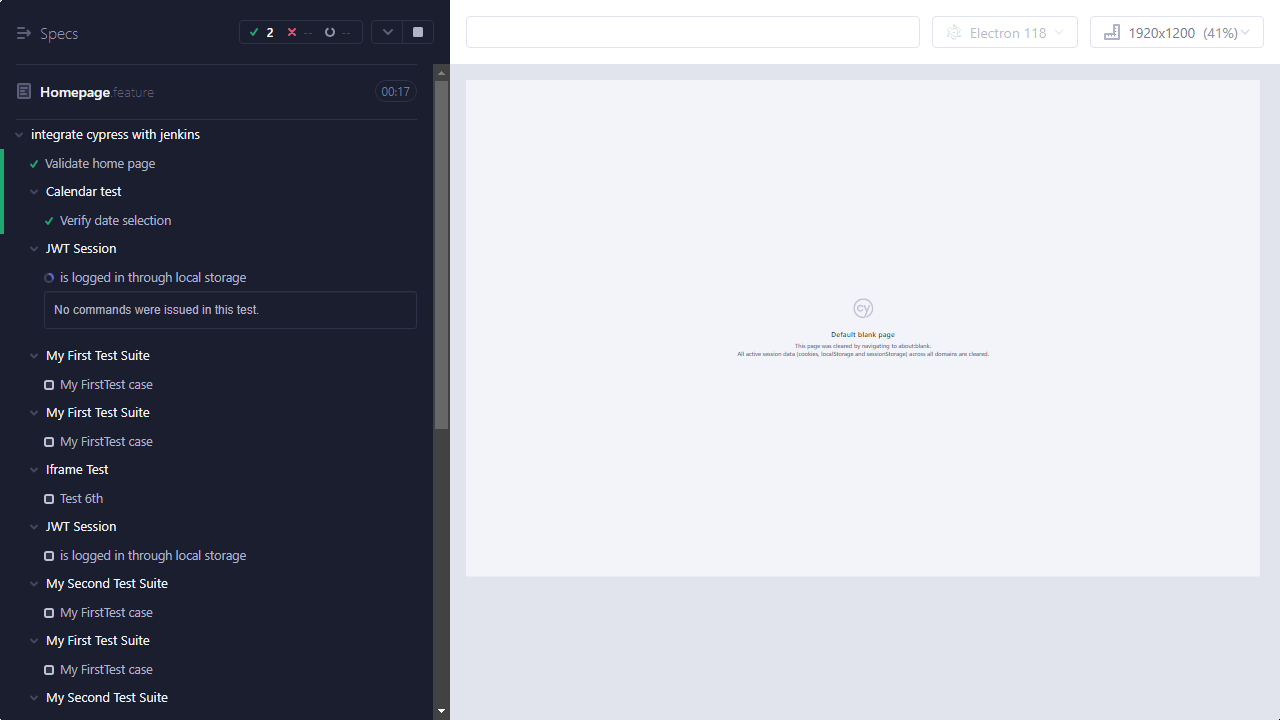 Specs
2
--
--
Homepage.feature
00:17
integrate cypress with jenkins
Validate home page
Calendar test
Verify date selection
JWT Session
is logged in through local storage
No commands were issued in this test.
My First Test Suite
My FirstTest case
My First Test Suite
My FirstTest case
Iframe Test
Test 6th
JWT Session
is logged in through local storage
My Second Test Suite
My FirstTest case
My First Test Suite
My FirstTest case
My Second Test Suite
Electron 118
1920x1200 (41%)
cy
Default blank page
This page was cleared by navigating to about:blank.
All active session data (cookies, localStorage and sessionStorage) across all domains are cleared.